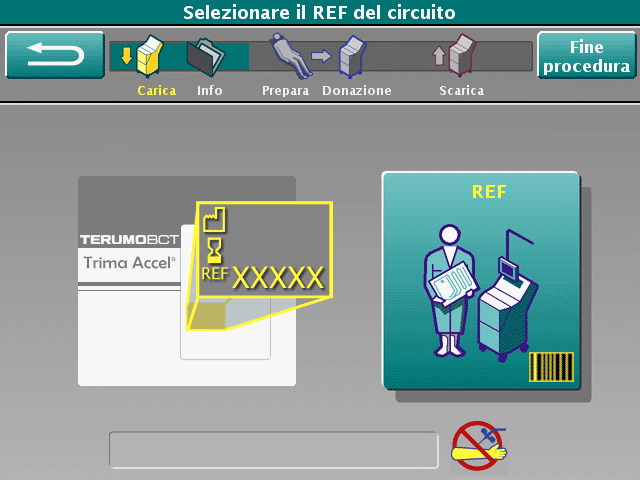 Selezionare il REF del circuito
Fine
procedura
Carica
Info
Prepara
Donazione
Scarica
TERUMOBCT
Trima Accel®
REF XXXXX
REF